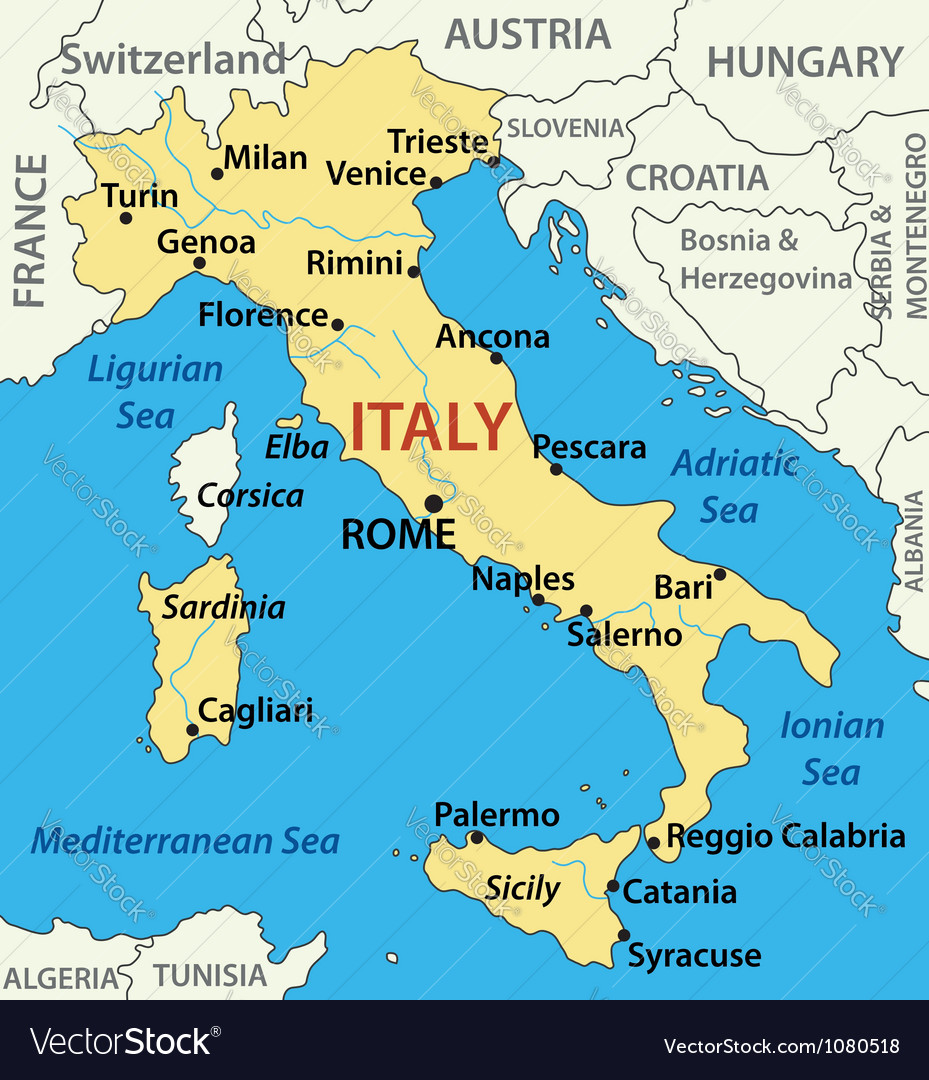 AUSTRIA
Switzerland
HUNGARY
SLOVENIA
Trieste
Milan
Venice
CROATIA
Turin
FRANCE
SERBIA &
MONTENEGRO
Genoa
Rimini
Bosnia &
Herzegovina
Florence
Ancona
Ligurian
Sea
ITALY
Elba
Pescara
Adriatic
Sea
Corsica
ROME
ALBANIA
Naples
Bari
Sardinia
Salerno
Cagliari
Ionian
Sea
Palermo
Mediterranean Sea
Reggio Calabria
Sicily
Catania
Syracuse
ALGERIA
TUNISIA
VectorStock®
VectorStock.com/1080518